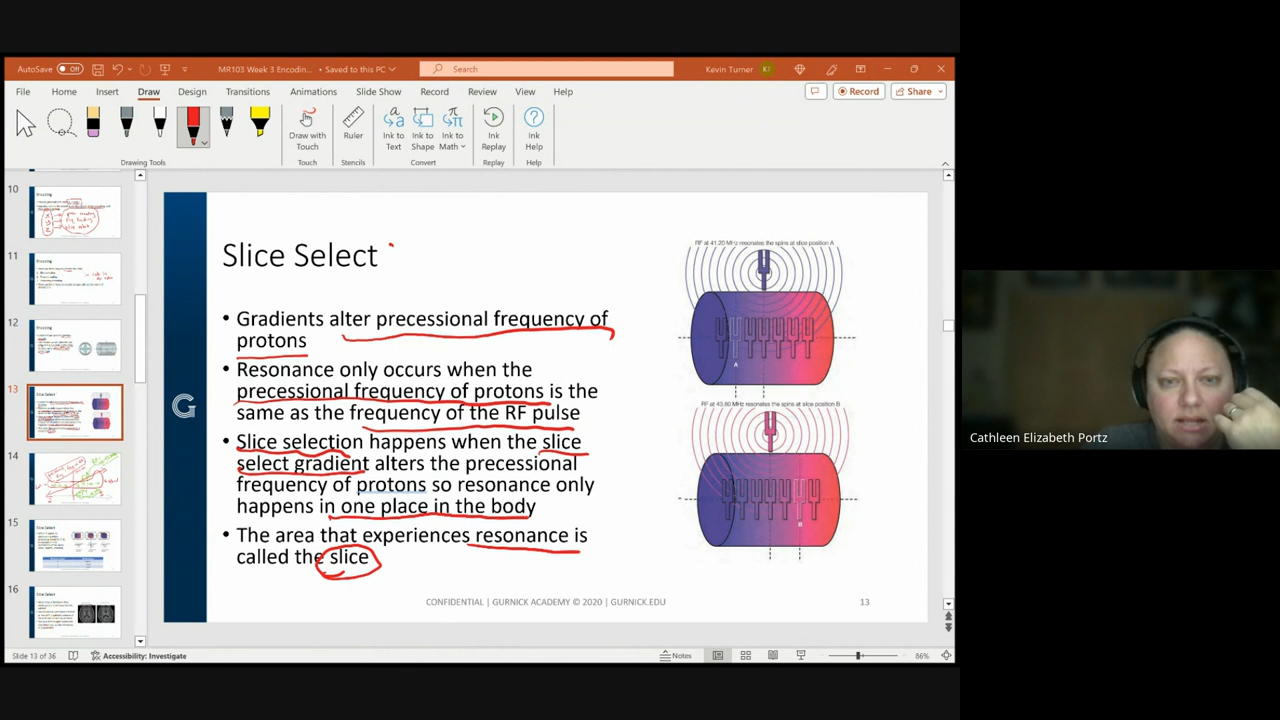 AutoSave Off MR103 Week 3 Encodin... • Saved to this PC Search Kevin Turner KT
File Home Insert Draw Design Transitions Animations Slide Show Record Review View Help Record Share
Draw with Touch
Ruler
Ink to Text
Ink to Shape
Ink to Math
Ink Replay
Ink Help
Drawing Tools Touch Stencils Convert Replay Help
10
11
12
13
14
15
16
Slice Select
• Gradients alter precessional frequency of
protons
• Resonance only occurs when the
precessional frequency of protons is the
same as the frequency of the RF pulse
• Slice selection happens when the slice
select gradient alters the precessional
frequency of protons so resonance only
happens in one place in the body
• The area that experiences resonance is
called the slice
RF at 41.20 MHz resonates the spins at slice position A
A
RF at 43.80 MHz resonates the spins at slice position B
B
G
CONFIDENTIAL | GURNICK ACADEMY © 2020 | GURNICK.EDU 13
Cathleen Elizabeth Portz
Slide 13 of 36 Accessibility: Investigate Notes 86%